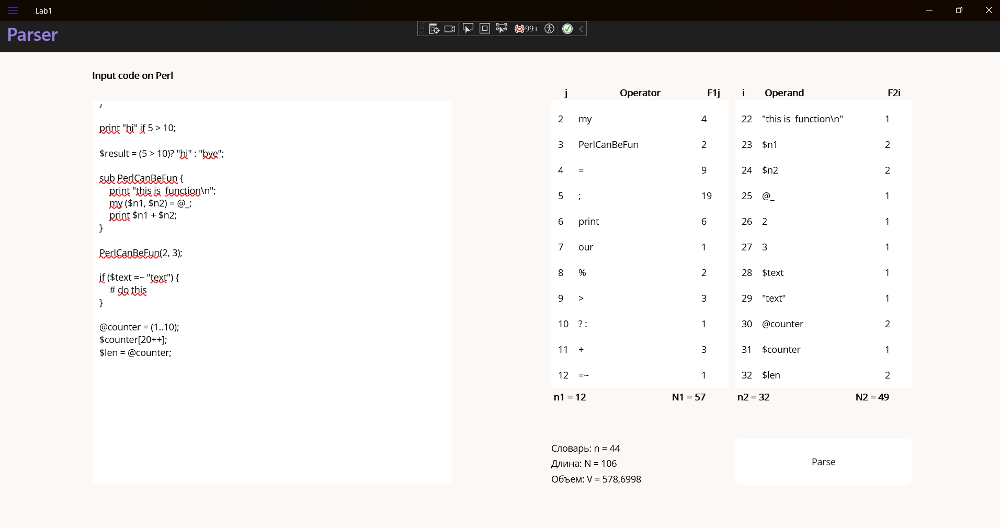 Lab1
Parser
99+
Input code on Perl
}
print "hi" if 5 > 10;
$result = (5 > 10)? "hi" : "bye";
sub PerlCanBeFun {
print "this is  function\n";
my ($n1, $n2) = @_;
print $n1 + $n2;
}
PerlCanBeFun(2, 3);
if ($text =~ "text") {
# do this
}
@counter = (1..10);
$counter[20++];
$len = @counter;
j Operator F1j
2 my 4
3 PerlCanBeFun 2
4 = 9
5 ; 19
6 print 6
7 our 1
8 % 2
9 > 3
10 ? : 1
11 + 3
12 =~ 1
n1 = 12 N1 = 57
i Operand F2i
22 "this is  function\n" 1
23 $n1 2
24 $n2 2
25 @_ 1
26 2 1
27 3 1
28 $text 1
29 "text" 1
30 @counter 2
31 $counter 1
32 $len 2
n2 = 32 N2 = 49
Словарь: n = 44
Длина: N = 106
Объем: V = 578,6998
Parse